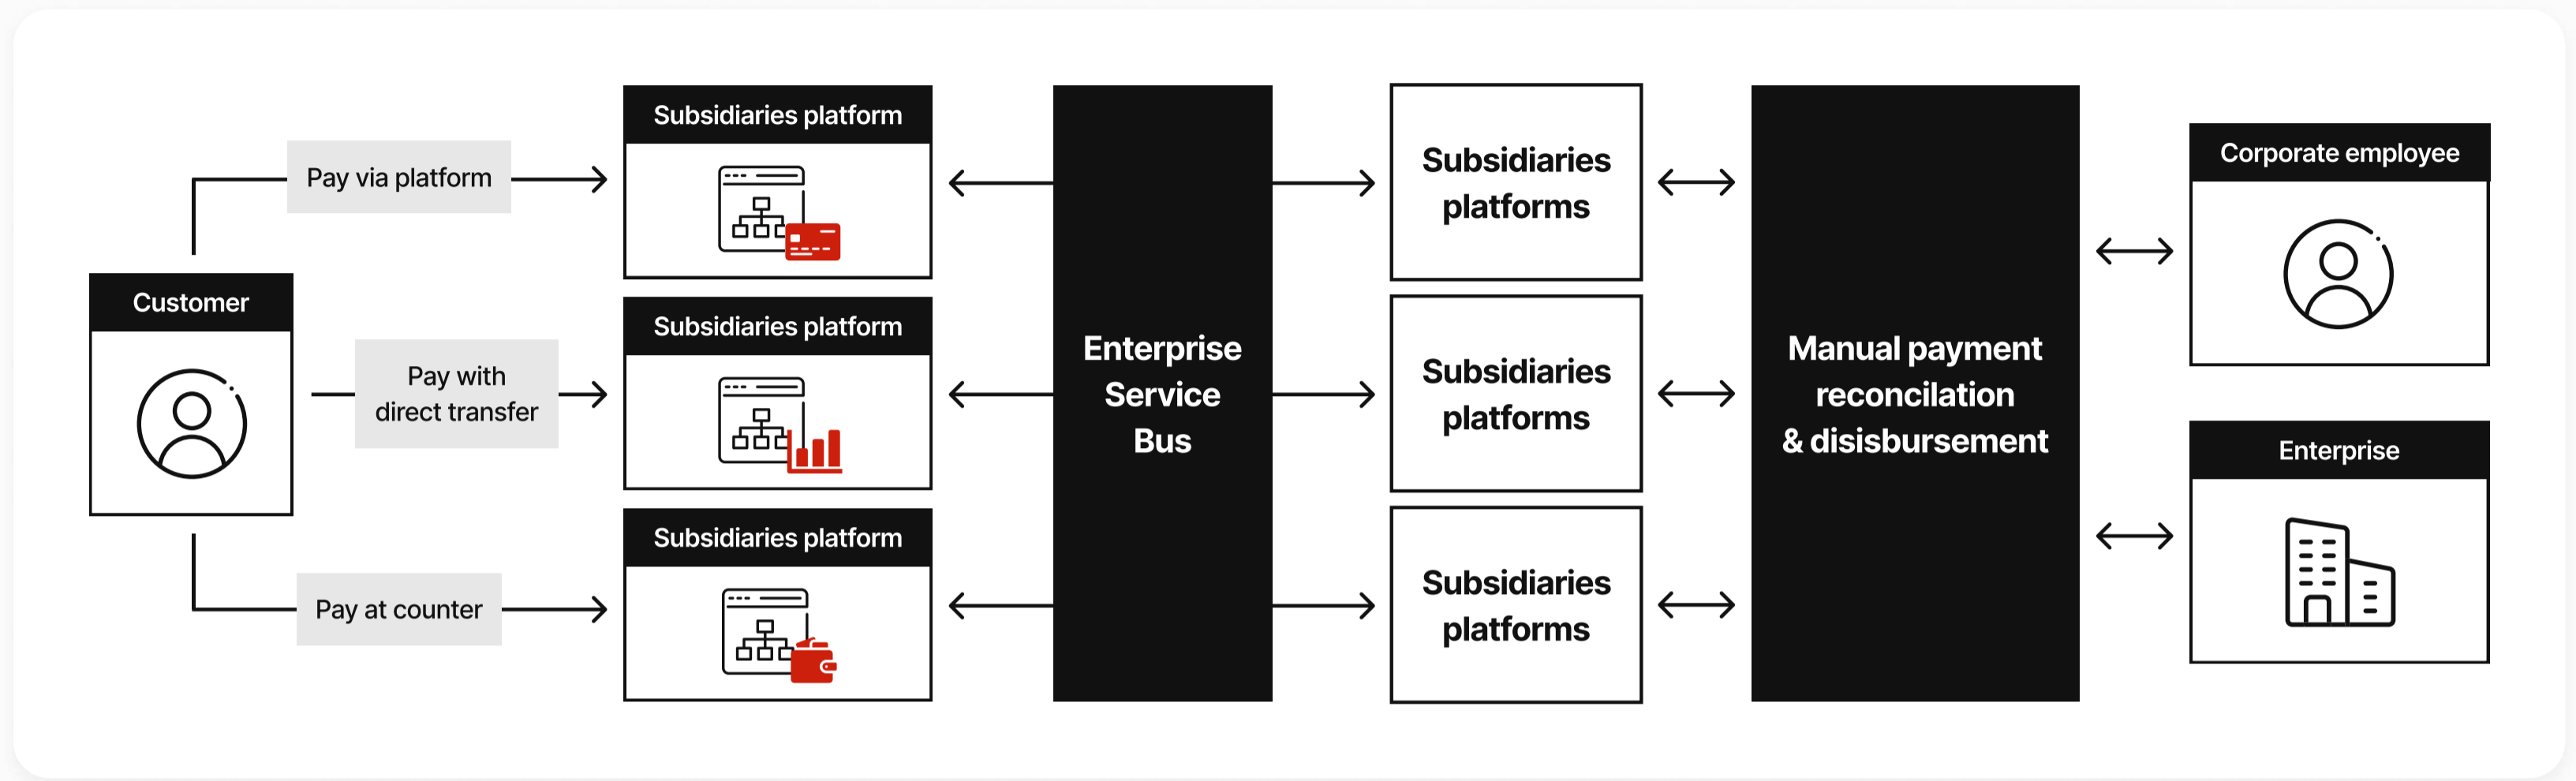 Customer
Pay via platform
Pay with
direct transfer
Pay at counter
Subsidiaries platform
Subsidiaries platform
Subsidiaries platform
Enterprise
Service
Bus
Subsidiaries
platforms
Subsidiaries
platforms
Subsidiaries
platforms
Manual payment
reconcilation
& disisbursement
Corporate employee
Enterprise